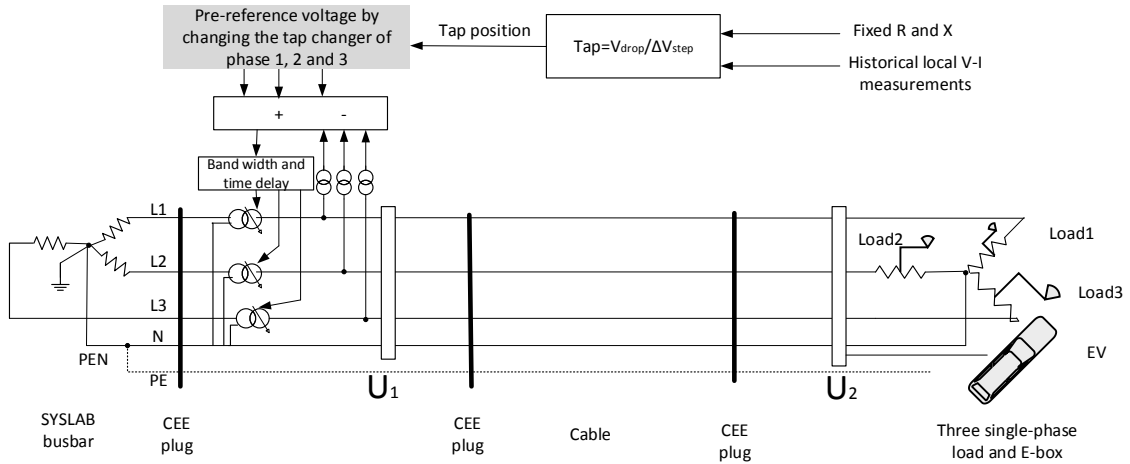 Pre-reference voltage by
changing the tap changer of
phase 1, 2 and 3
Tap position
Tap=Vdrop/ΔVstep
Fixed R and X
Historical local V-I
measurements
+ -
Band width and
time delay
L1
L2
L3
N
PEN
PE
U1
U2
Load2
Load1
Load3
EV
SYSLAB
busbar
CEE
plug
CEE
plug
Cable
CEE
plug
Three single-phase
load and E-box